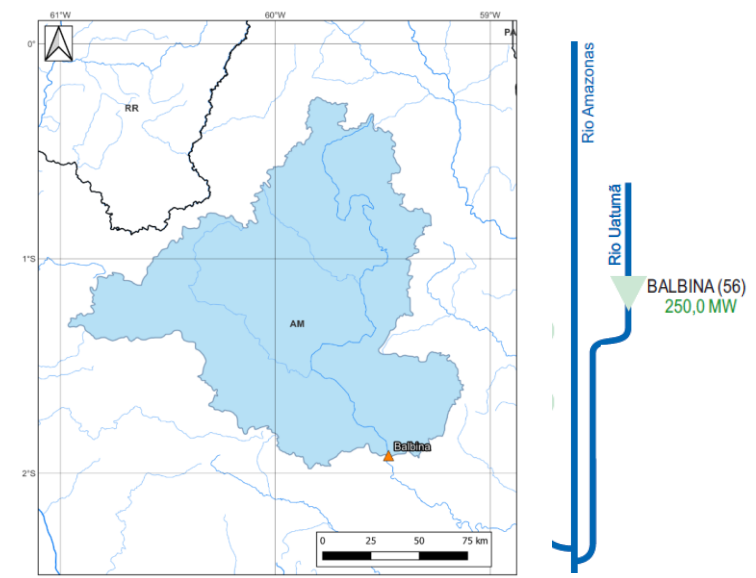 61°W
60°W
59°W
0°
PA
RR
1°S
AM
Balbina
2°S
0 25 50 75 km
Rio Amazonas
Rio Uatumã
BALBINA (56)
250,0 MW